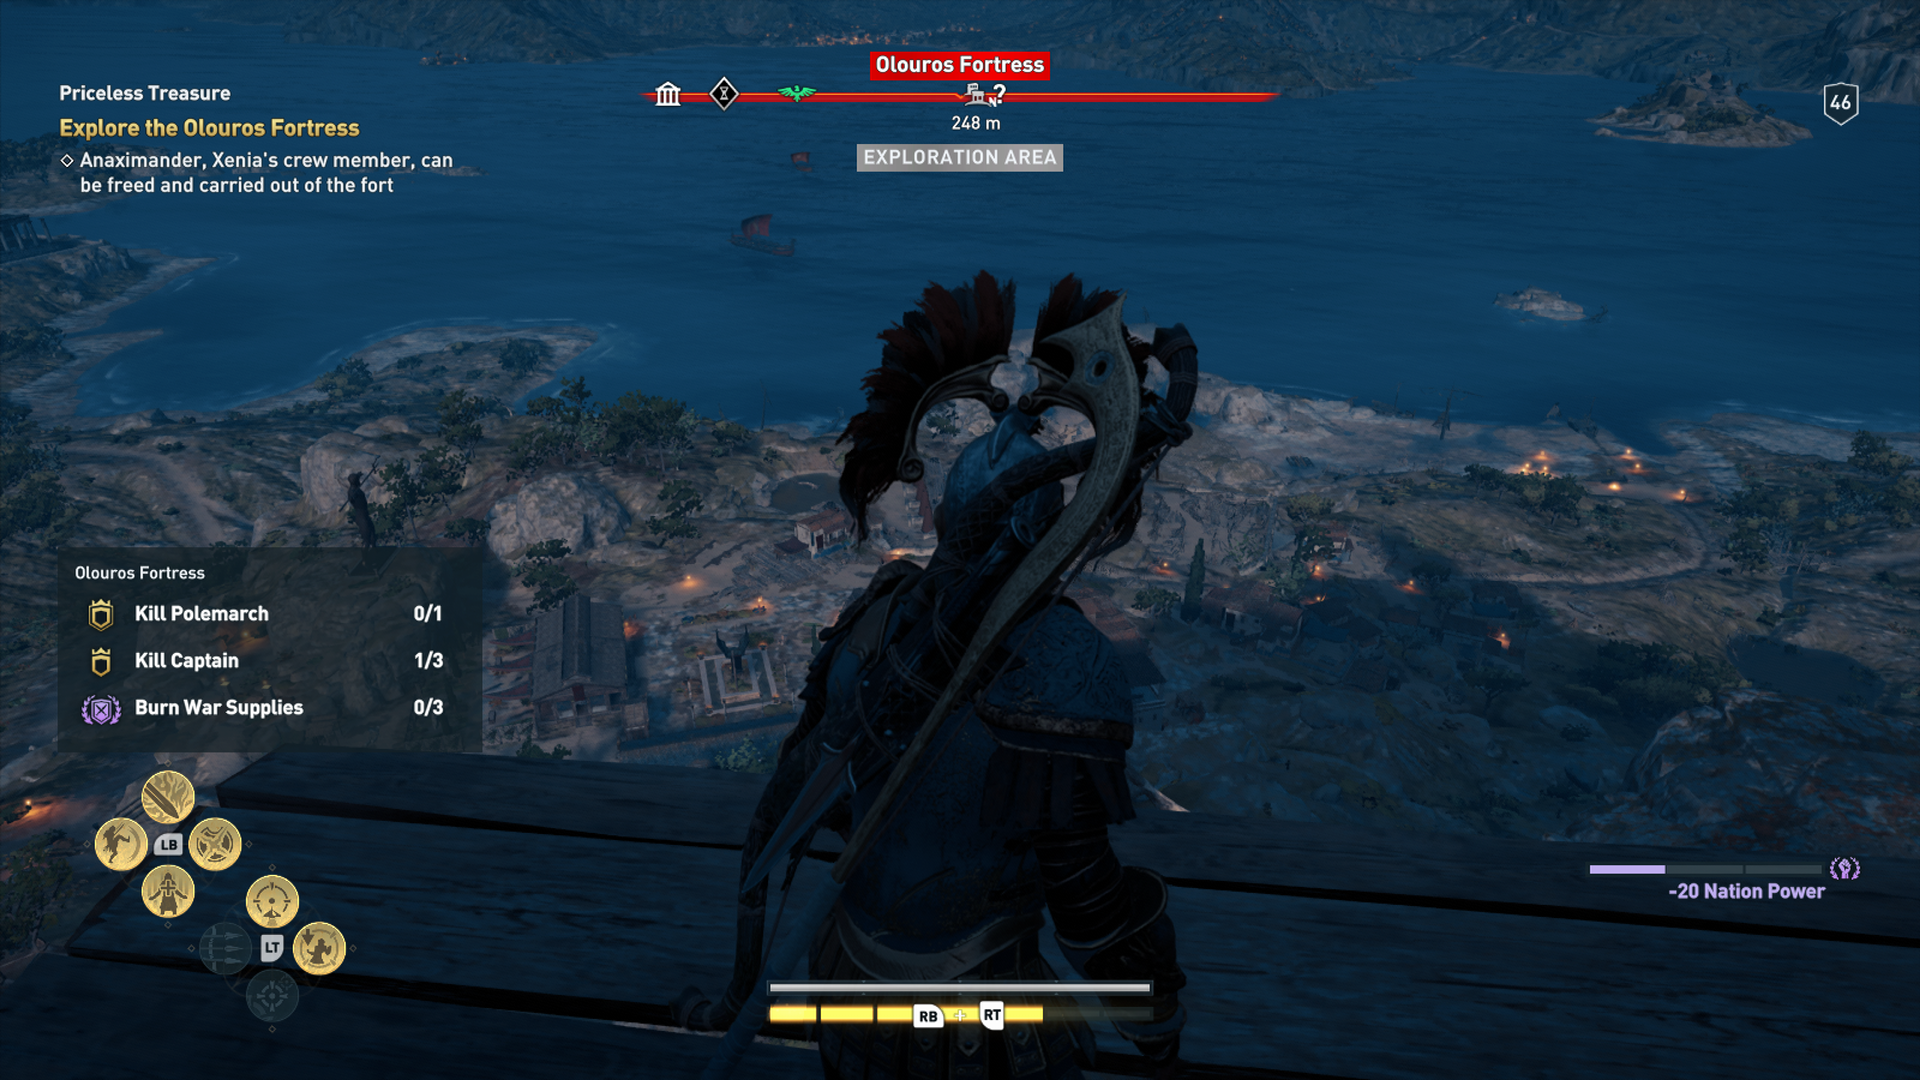 Olouros Fortress
N ?
248 m
EXPLORATION AREA
46
Priceless Treasure
Explore the Olouros Fortress
Anaximander, Xenia's crew member, can
be freed and carried out of the fort
Olouros Fortress
Kill Polemarch 0/1
Kill Captain 1/3
Burn War Supplies 0/3
LB
LT
-20 Nation Power
RB + RT